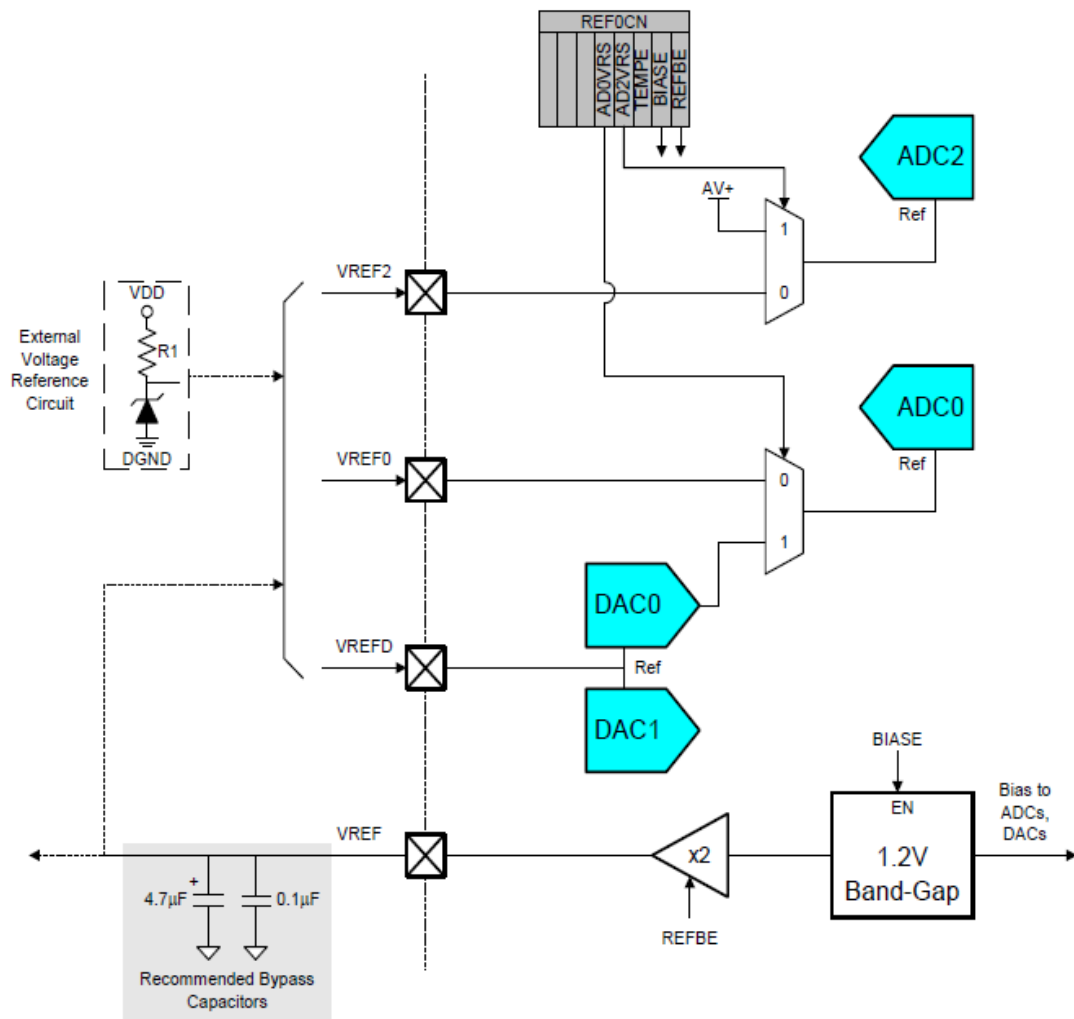 REF0CN
AD0VRS
AD2VRS
TEMPE
BIASE
REFBE
ADC2
AV+
Ref
1
VREF2
0
VDD
External
Voltage
Reference
Circuit
R1
DGND
ADC0
VREF0
Ref
0
1
DAC0
VREFD
Ref
DAC1
BIASE
EN
Bias to
ADCs,
DACs
VREF
x2
1.2V
Band-Gap
+
4.7µF
0.1µF
REFBE
Recommended Bypass
Capacitors